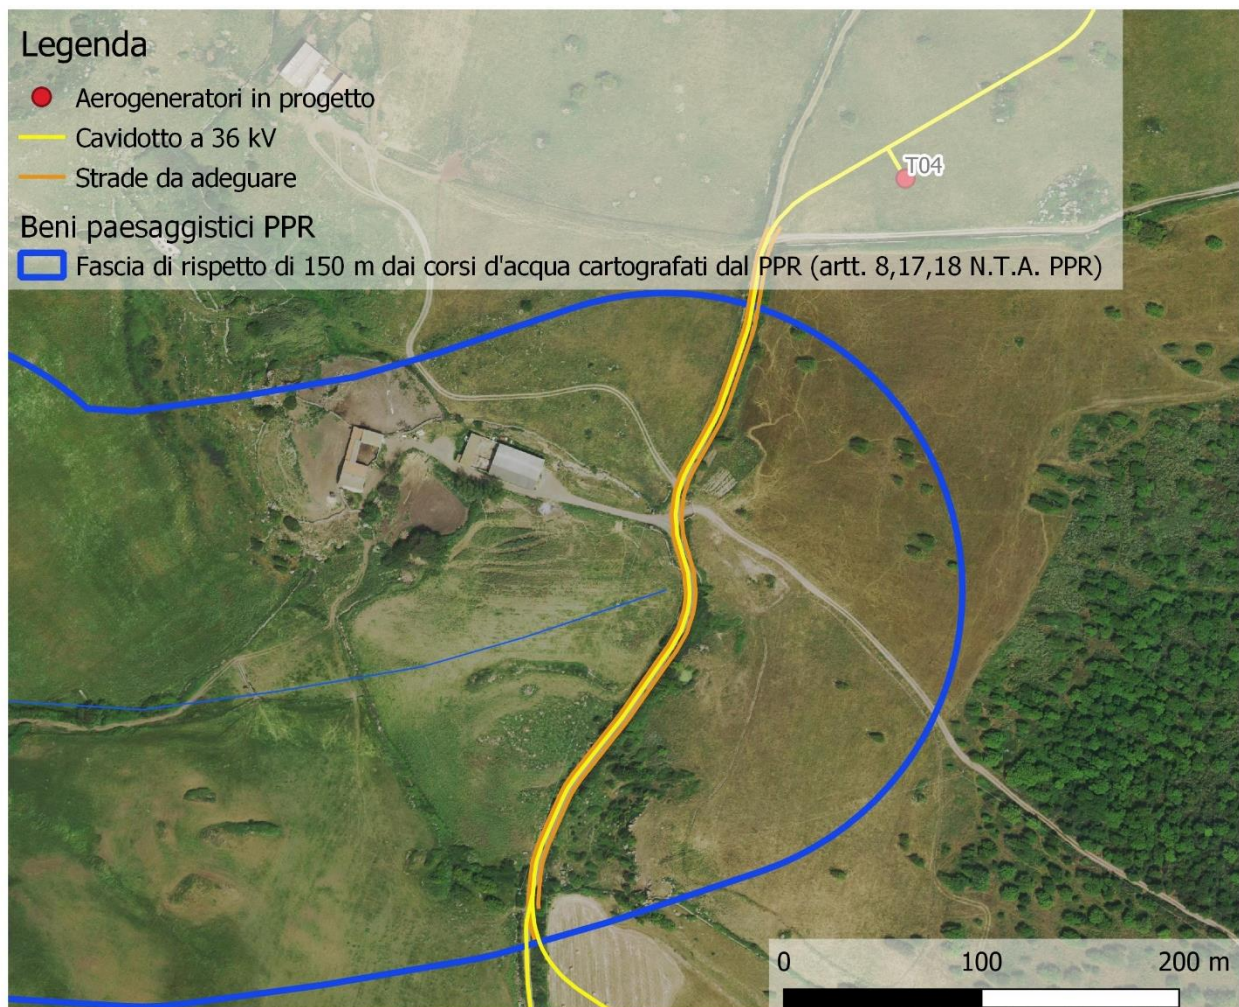 Legenda
Aerogeneratori in progetto
Cavidotto a 36 kV
Strade da adeguare
Beni paesaggistici PPR
Fascia di rispetto di 150 m dai corsi d'acqua cartografati dal PPR (artt. 8,17,18 N.T.A. PPR)
T04
0 100 200 m